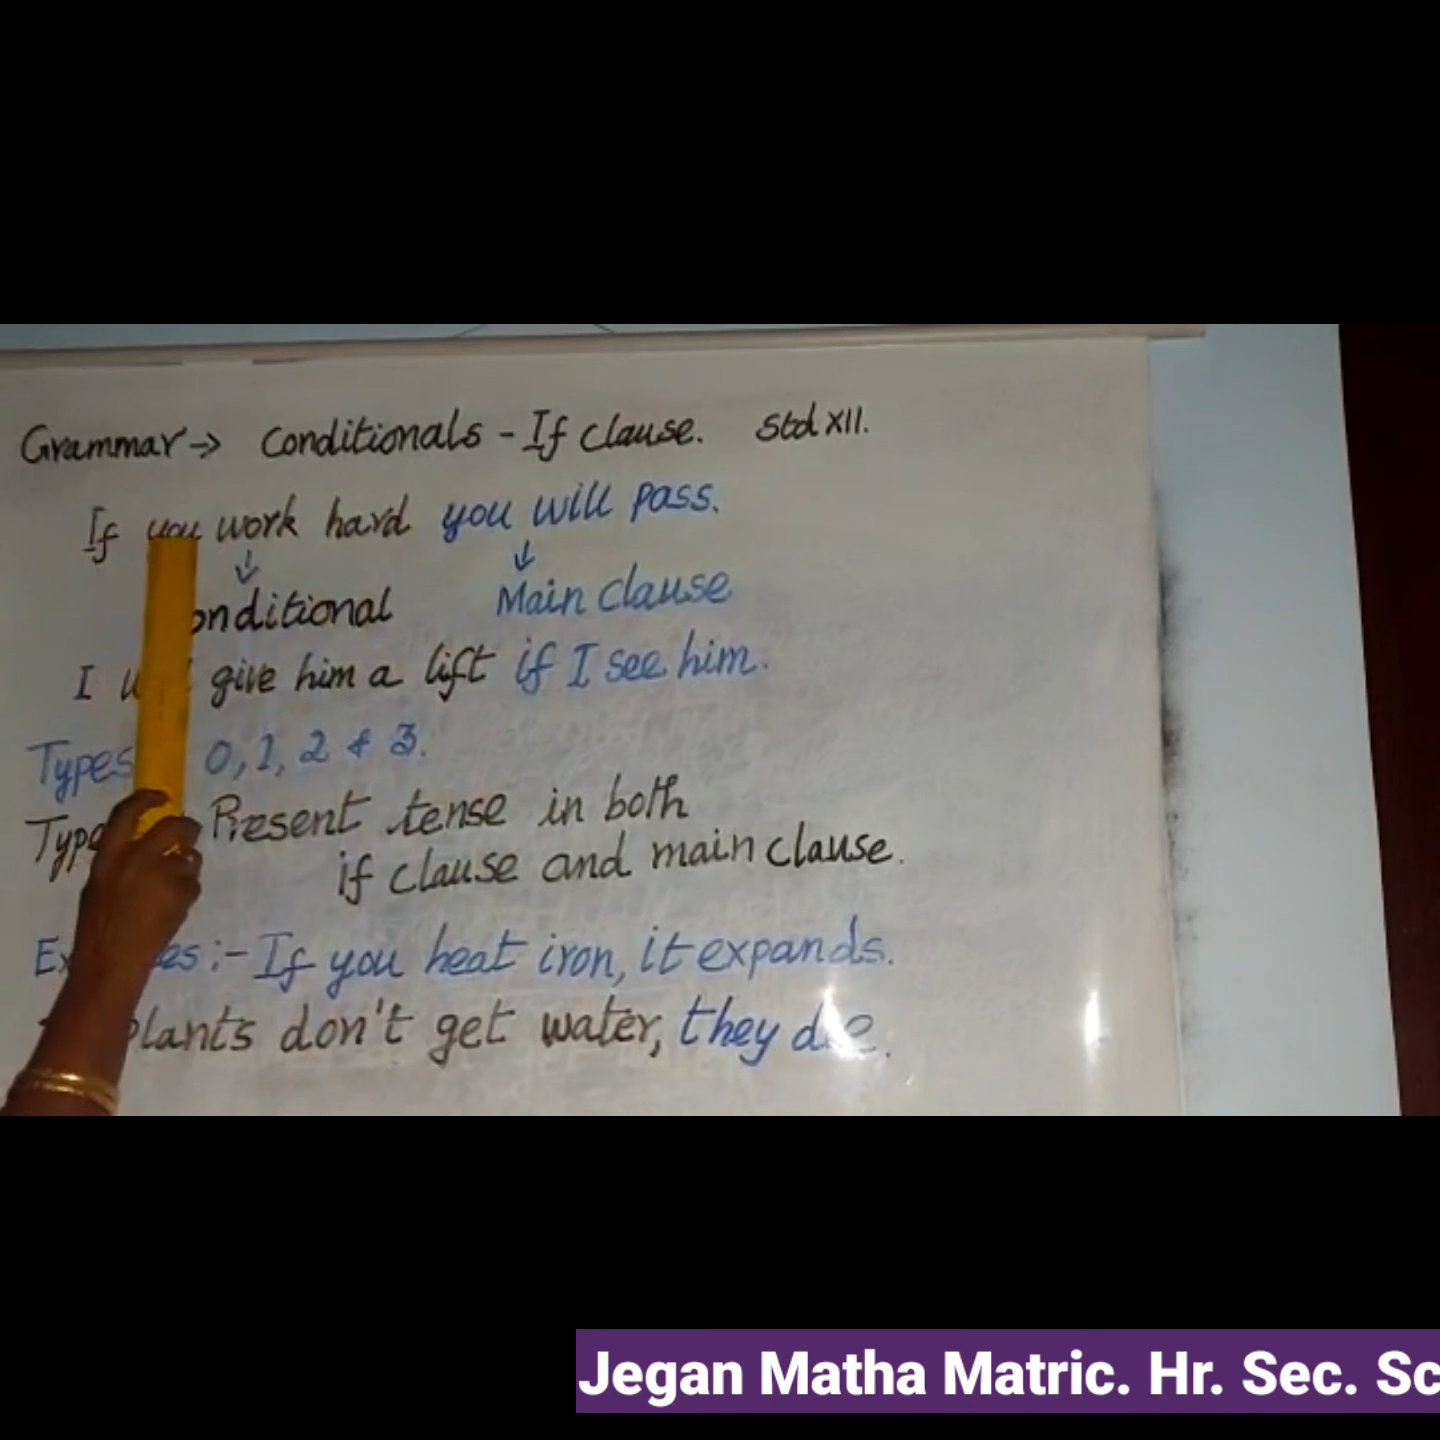 Grammar → Conditionals - If clause. Std XII.
If you work hard you will pass.
↓ ↓
Main clause
I give him a lift if I see him.
Types 0, 1, 2 & 3.
Present tense in both
if clause and main clause.
:- If you heat iron, it expands.
plants don't get water, they die.
Jegan Matha Matric. Hr. Sec. Sc